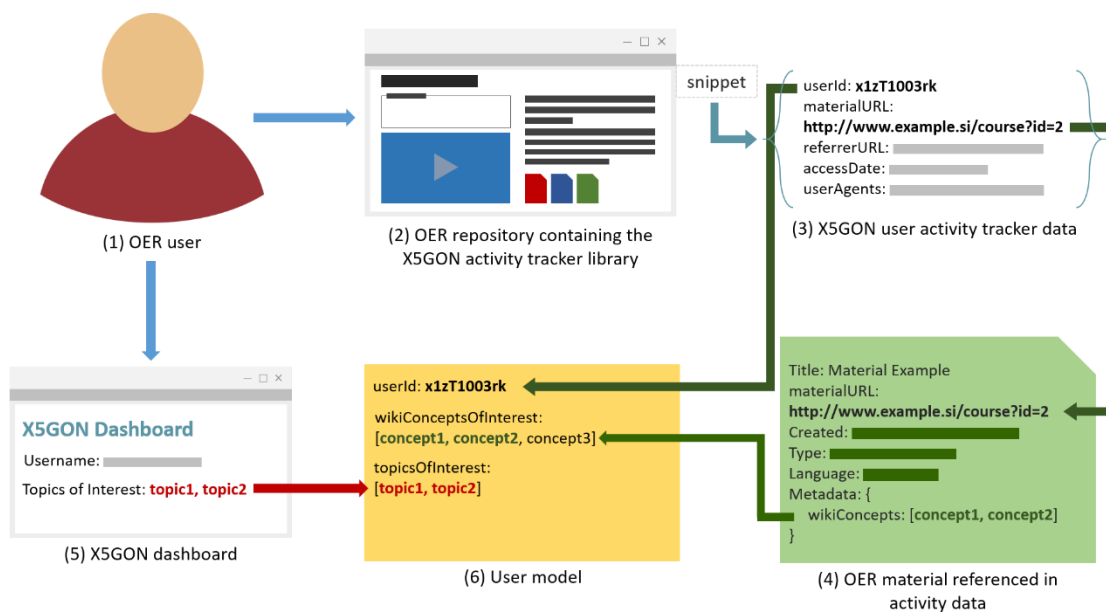 snippet
userId: x1zT1003rk
materialURL:
http://www.example.si/course?id=2
referrerURL:
accessDate:
userAgents:
(1) OER user
(2) OER repository containing the
X5GON activity tracker library
(3) X5GON user activity tracker data
X5GON Dashboard
Username:
Topics of Interest: topic1, topic2
(5) X5GON dashboard
userId: x1zT1003rk
wikiConceptsOfInterest:
[concept1, concept2, concept3]
topicsOfInterest:
[topic1, topic2]
(6) User model
Title: Material Example
materialURL:
http://www.example.si/course?id=2
Created:
Type:
Language:
Metadata: {
wikiConcepts: [concept1, concept2]
}
(4) OER material referenced in
activity data